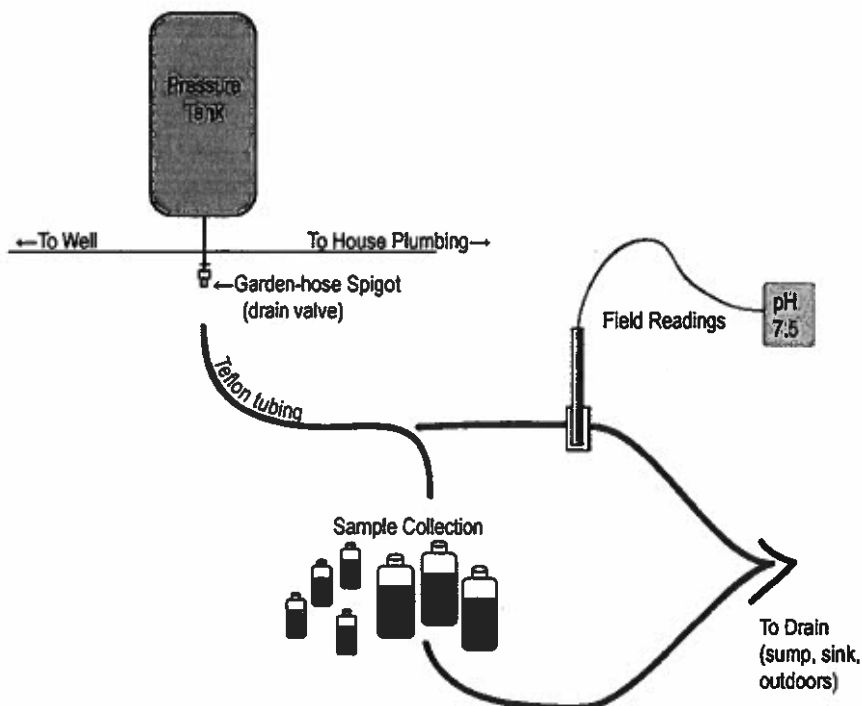 Pressure
Tank
←To Well
To House Plumbing→
←Garden-hose Spigot
(drain valve)
Teflon tubing
Field Readings
pH
7.5
Sample Collection
To Drain
(sump, sink,
outdoors)